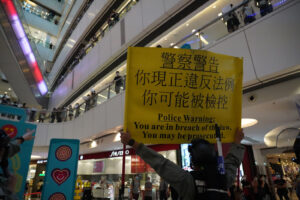 警察警告
你現正違反法例
你可能被檢控
Police Warning:
You are in breach of the law.
You may be prosecuted.
SHISEIDO